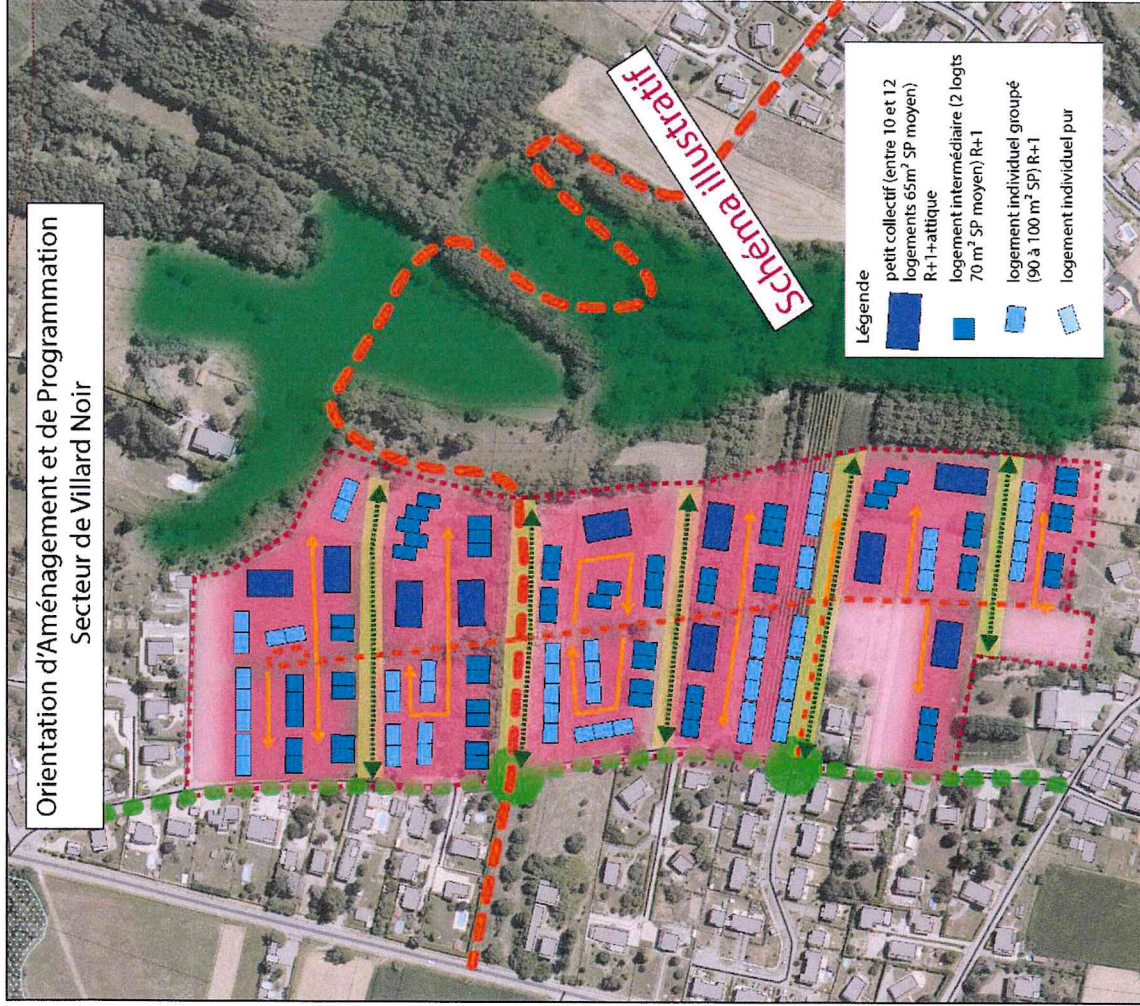 Orientation d'Aménagement et de Programmation
Secteur de Villard Noir
Schéma illustratif
Légende
petit collectif (entre 10 et 12
logements 65m² SP moyen)
R+1+attique
logement intermédiaire (2 logts
70 m² SP moyen) R+1
logement individuel groupé
(90 à 100 m² SP) R+1
logement individuel pur